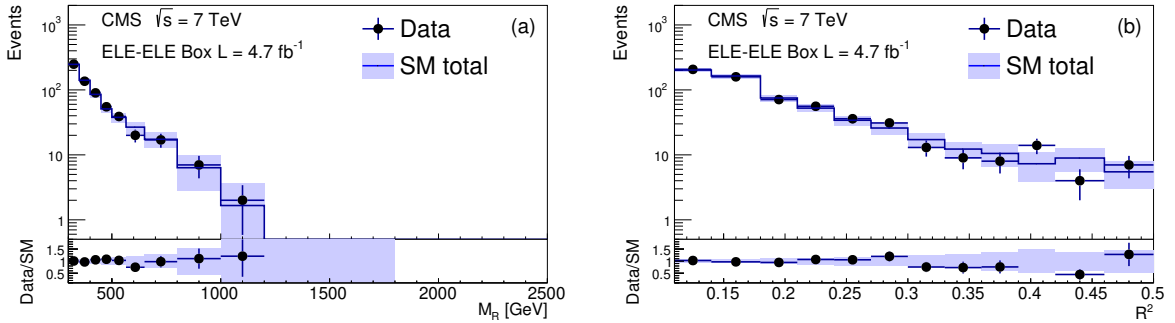 CMS √s = 7 TeV
ELE-ELE Box L = 4.7 fb⁻¹
(a)
Data
SM total
Events
10³
10²
10
1
Data/SM
1.5
0.5
500 1000 1500 2000 2500
M_R [GeV]
CMS √s = 7 TeV
ELE-ELE Box L = 4.7 fb⁻¹
(b)
Data
SM total
Events
10³
10²
10
1
Data/SM
1.5
0.5
0.15 0.2 0.25 0.3 0.35 0.4 0.45 0.5
R²